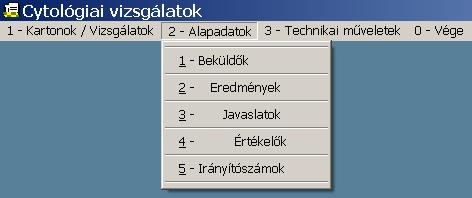 Cytológiai vizsgálatok
1 - Kartonok / Vizsgálatok 2 - Alapadatok 3 - Technikai műveletek 0 - Vége
1 - Beküldők
2 - Eredmények
3 - Javaslatok
4 - Értékelők
5 - Irányítószámok